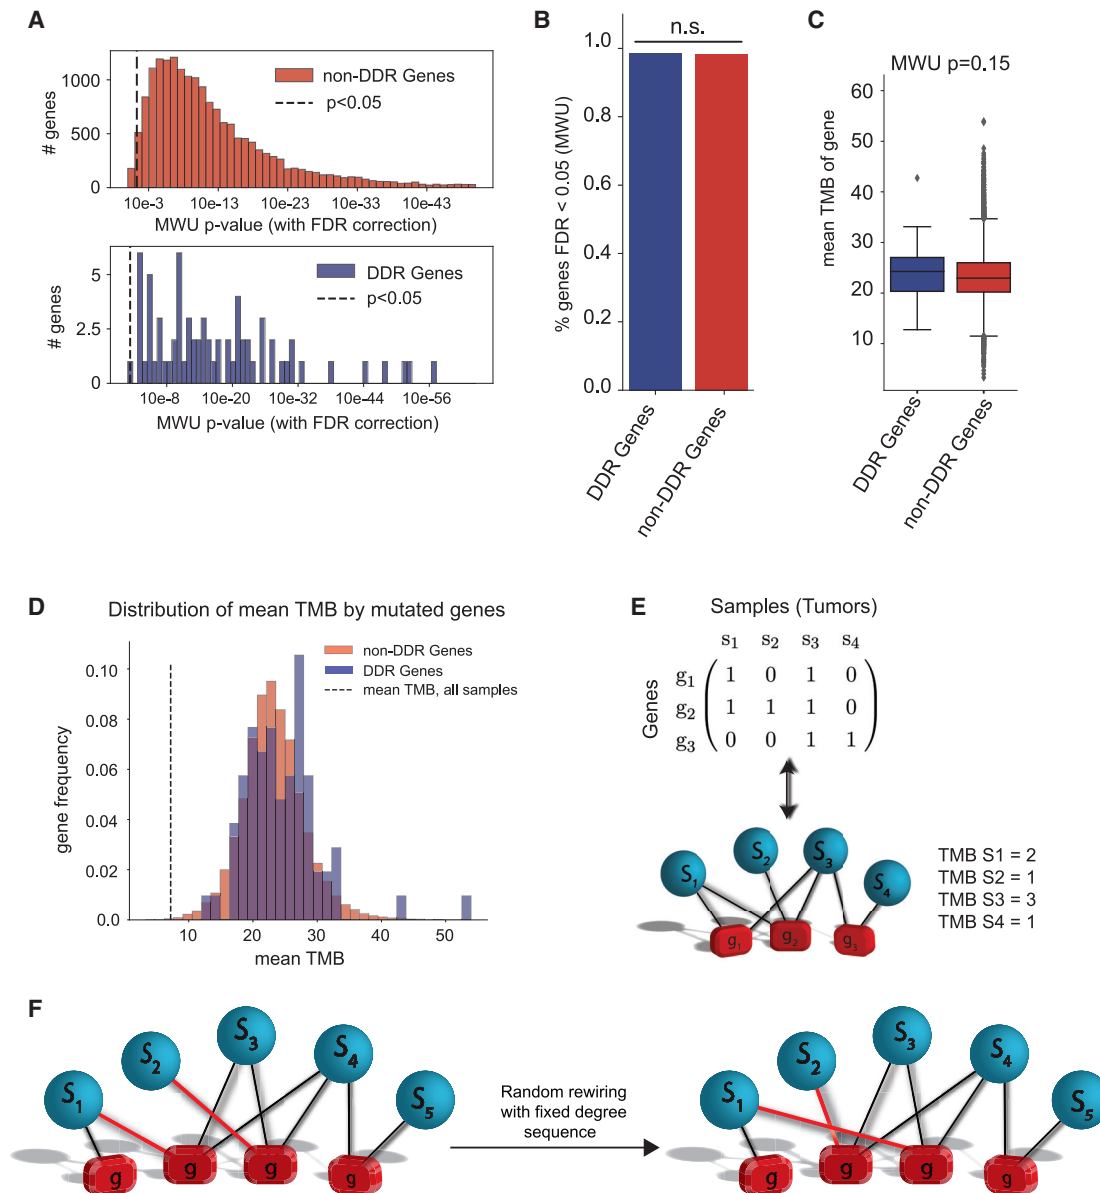 A
1000
500
0
# genes
non-DDR Genes
p<0.05
10e-3
10e-13
10e-23
10e-33
10e-43
MWU p-value (with FDR correction)
5
2.5
0
# genes
DDR Genes
p<0.05
10e-8
10e-20
10e-32
10e-44
10e-56
MWU p-value (with FDR correction)
B
n.s.
1.0
0.8
0.6
0.4
0.2
0.0
% genes FDR < 0.05 (MWU)
DDR Genes
non-DDR Genes
C
MWU p=0.15
60
50
40
30
20
10
mean TMB of gene
DDR Genes
non-DDR Genes
D
Distribution of mean TMB by mutated genes
non-DDR Genes
DDR Genes
mean TMB, all samples
0.10
0.08
0.06
0.04
0.02
0.0
gene frequency
10
20
30
40
50
mean TMB
E
Samples (Tumors)
s1 s2 s3 s4
Genes
g1 1 0 1 0
g2 1 1 1 0
g3 0 0 1 1
S1
S2
S3
S4
g1
g2
g3
TMB S1 = 2
TMB S2 = 1
TMB S3 = 3
TMB S4 = 1
F
S1
S2
S3
S4
S5
g
g
g
g
Random rewiring
with fixed degree
sequence
S1
S2
S3
S4
S5
g
g
g
g